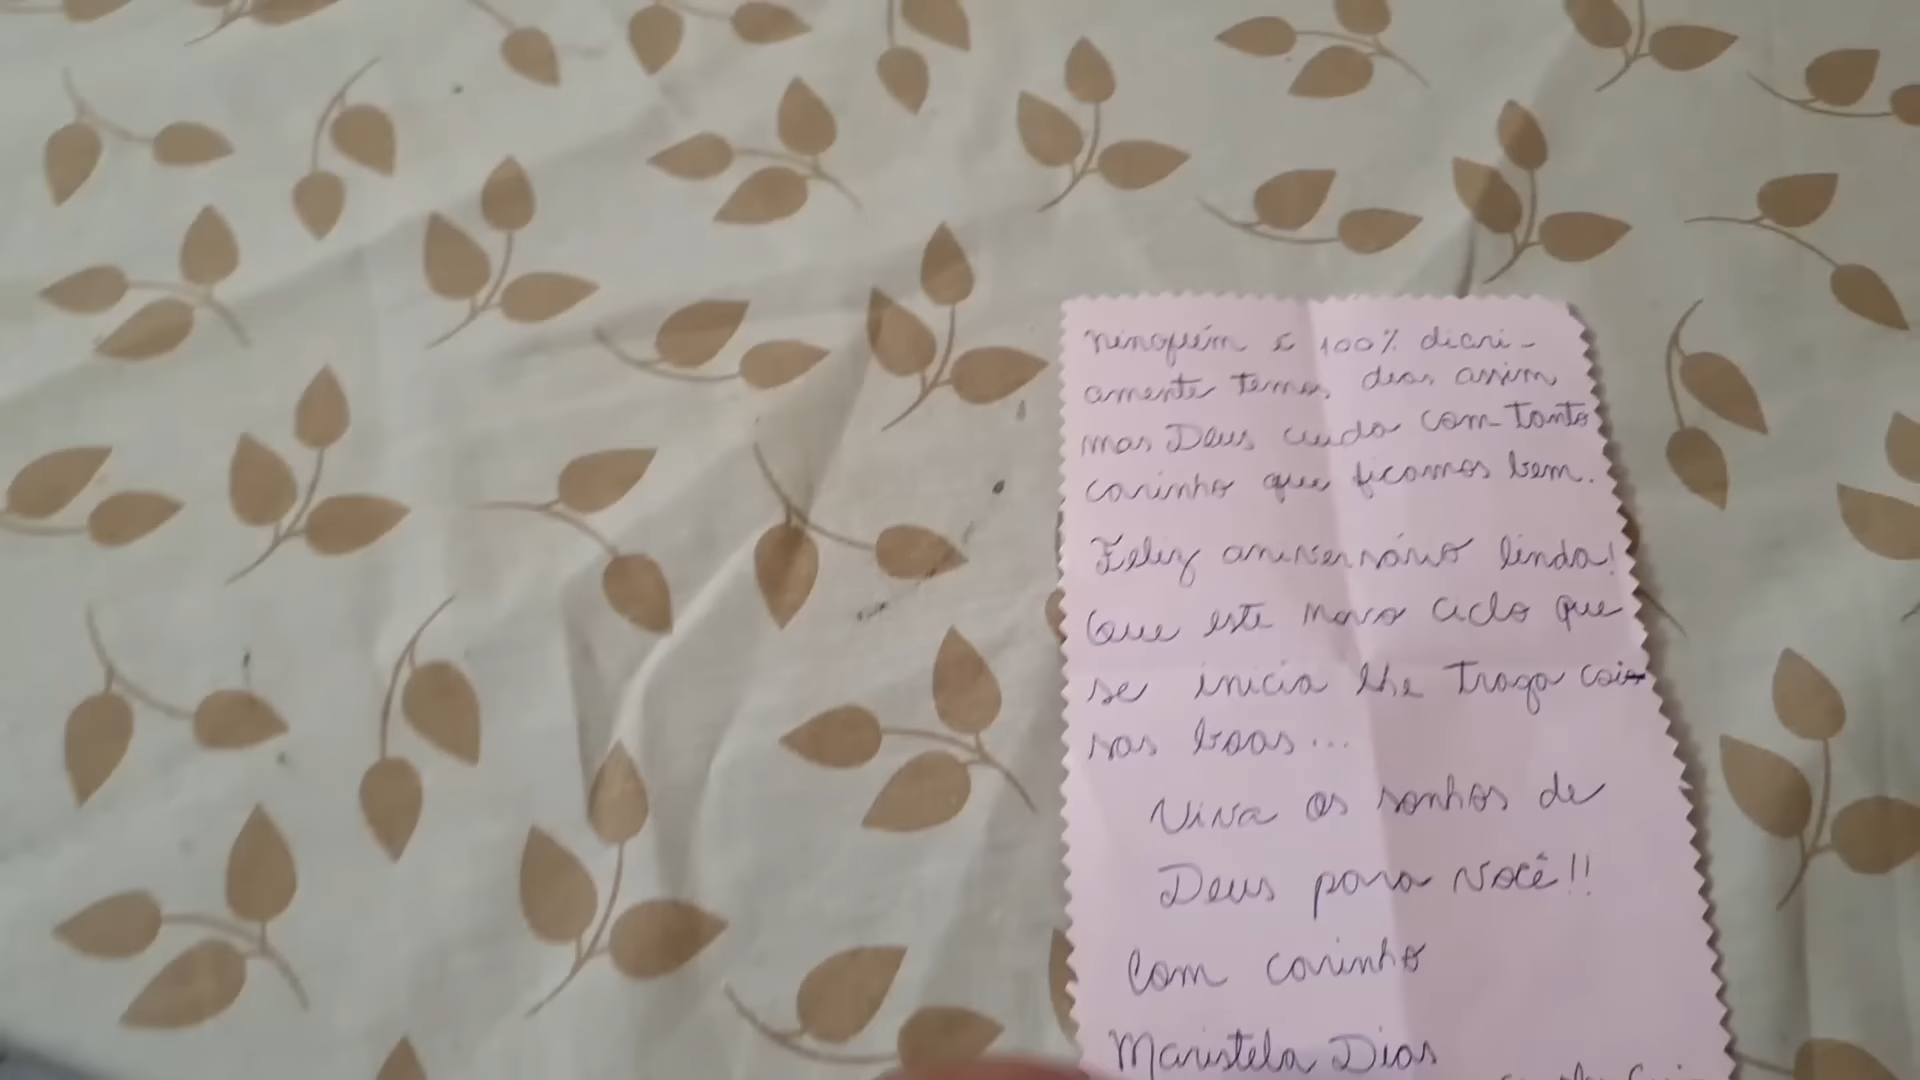 ninguém é 100% diari-
amente temos dias assim
mas Deus cuida com tanto
carinho que ficamos bem.
Feliz aniversário linda!
Que este novo ciclo que
se inicia lhe traga coi
sas boas...
Viva os sonhos de
Deus para você!!
Com carinho
Maristela Dias